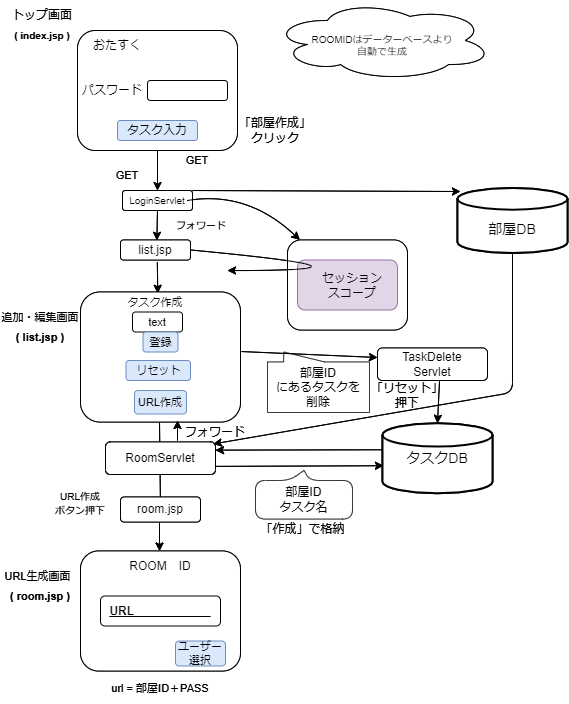 トップ画面
( index.jsp )
おたすく
パスワード
タスク入力
「部屋作成」
クリック
ROOMIDはデーターベースより
自動で生成
GET
GET
LoginServlet
フォワード
部屋DB
list.jsp
セッション
スコープ
追加・編集画面
( list.jsp )
タスク作成
text
登録
リセット
URL作成
部屋ID
にあるタスクを
削除
TaskDelete
Servlet
「リセット」
押下
フォワード
RoomServlet
タスクDB
部屋ID
タスク名
「作成」で格納
URL作成
ボタン押下
room.jsp
URL生成画面
( room.jsp )
ROOM ID
URL
ユーザー
選択
url = 部屋ID＋PASS